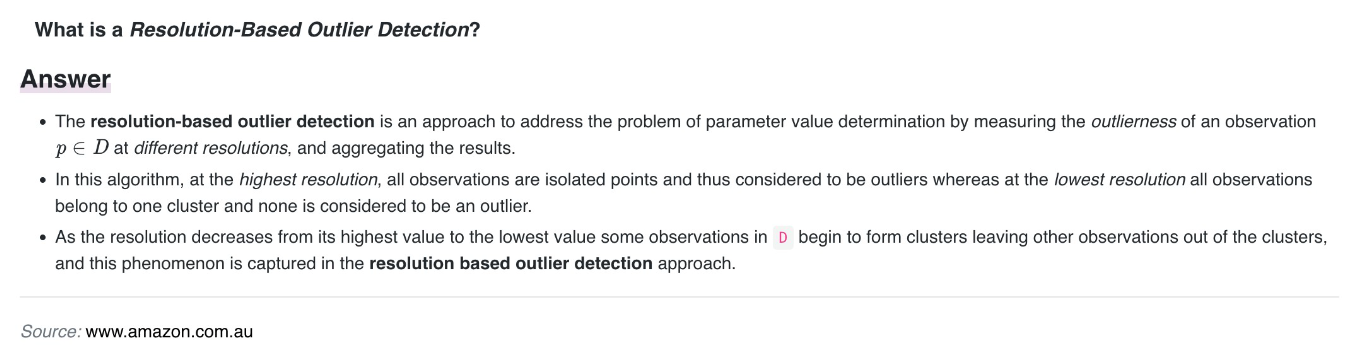 What is a Resolution-Based Outlier Detection?
Answer
• The resolution-based outlier detection is an approach to address the problem of parameter value determination by measuring the outlierness of an observation
p ∈ D at different resolutions, and aggregating the results.
• In this algorithm, at the highest resolution, all observations are isolated points and thus considered to be outliers whereas at the lowest resolution all observations
belong to one cluster and none is considered to be an outlier.
• As the resolution decreases from its highest value to the lowest value some observations in D begin to form clusters leaving other observations out of the clusters,
and this phenomenon is captured in the resolution based outlier detection approach.
Source: www.amazon.com.au